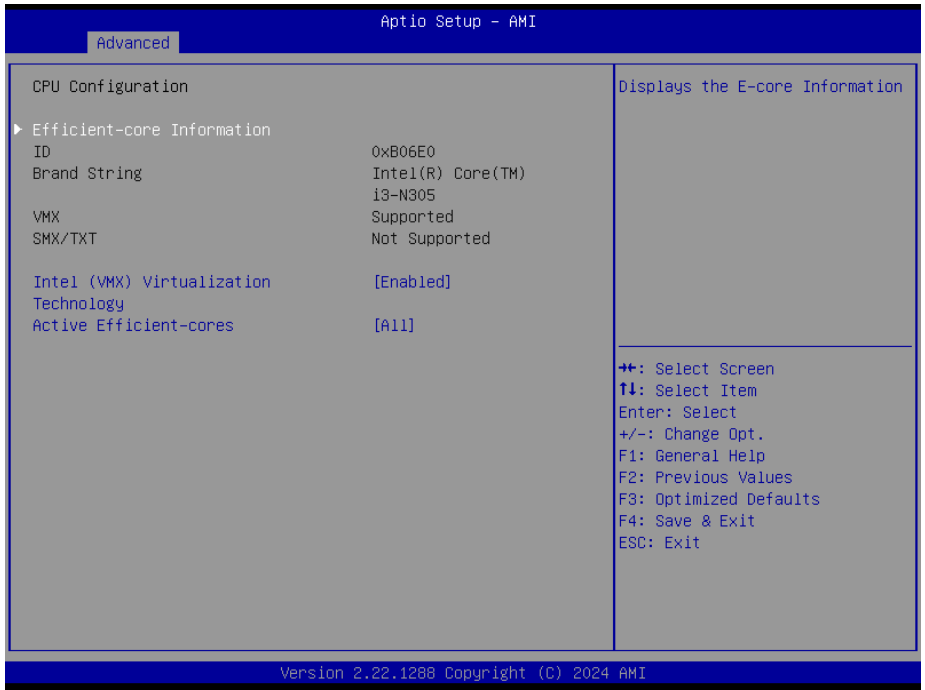 Aptio Setup - AMI
Advanced
CPU Configuration
Efficient-core Information
ID 0xB06E0
Brand String Intel(R) Core(TM)
i3-N305
VMX Supported
SMX/TXT Not Supported
Intel (VMX) Virtualization [Enabled]
Technology
Active Efficient-cores [All]
Displays the E-core Information
→←: Select Screen
↑↓: Select Item
Enter: Select
+/-: Change Opt.
F1: General Help
F2: Previous Values
F3: Optimized Defaults
F4: Save & Exit
ESC: Exit
Version 2.22.1288 Copyright (C) 2024 AMI